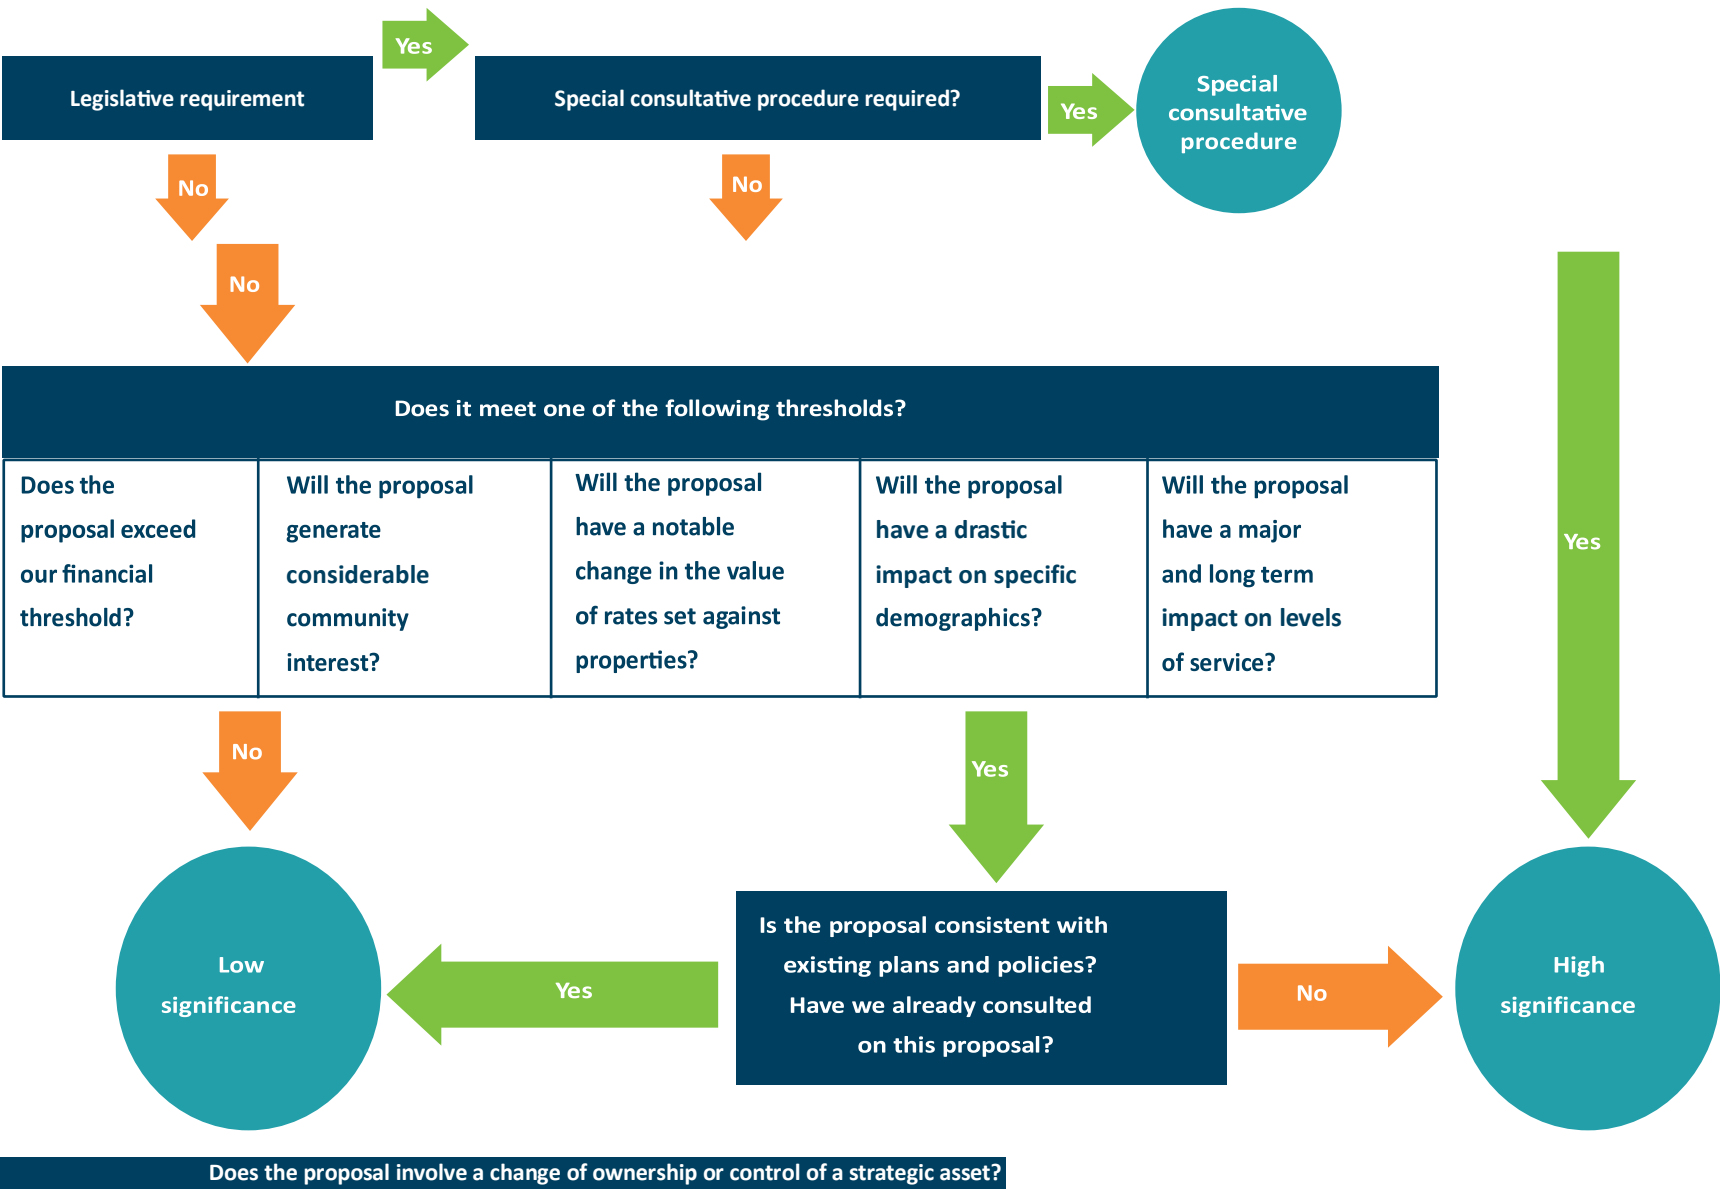 Yes
Legislative requirement
Special consultative procedure required?
Yes
Special
consultative
procedure
No
No
No
Does it meet one of the following thresholds?
Does the
proposal exceed
our financial
threshold?
Will the proposal
generate
considerable
community
interest?
Will the proposal
have a notable
change in the value
of rates set against
properties?
Will the proposal
have a drastic
impact on specific
demographics?
Will the proposal
have a major
and long term
impact on levels
of service?
Yes
No
Yes
Low
significance
Yes
Is the proposal consistent with
existing plans and policies?
Have we already consulted
on this proposal?
No
High
significance
Does the proposal involve a change of ownership or control of a strategic asset?